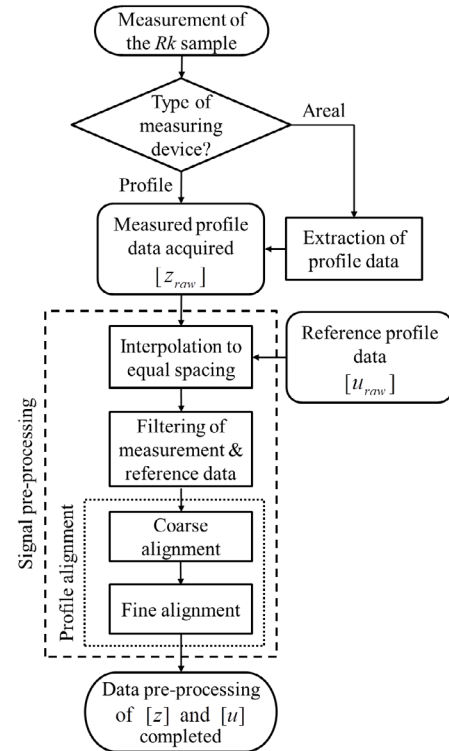 Measurement of
the Rk sample
Type of
measuring
device?
Areal
Profile
Measured profile
data acquired
[z_raw]
Extraction of
profile data
Interpolation to
equal spacing
Reference profile
data
[u_raw]
Filtering of
measurement &
reference data
Coarse
alignment
Fine alignment
Signal pre-processing
Profile alignment
Data pre-processing
of [z] and [u]
completed